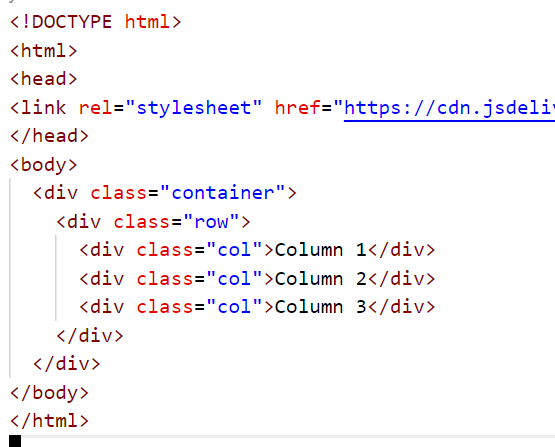 <!DOCTYPE html>
<html>
<head>
<link rel="stylesheet" href="https://cdn.jsdeliv
</head>
<body>
<div class="container">
<div class="row">
<div class="col">Column 1</div>
<div class="col">Column 2</div>
<div class="col">Column 3</div>
</div>
</div>
</body>
</html>